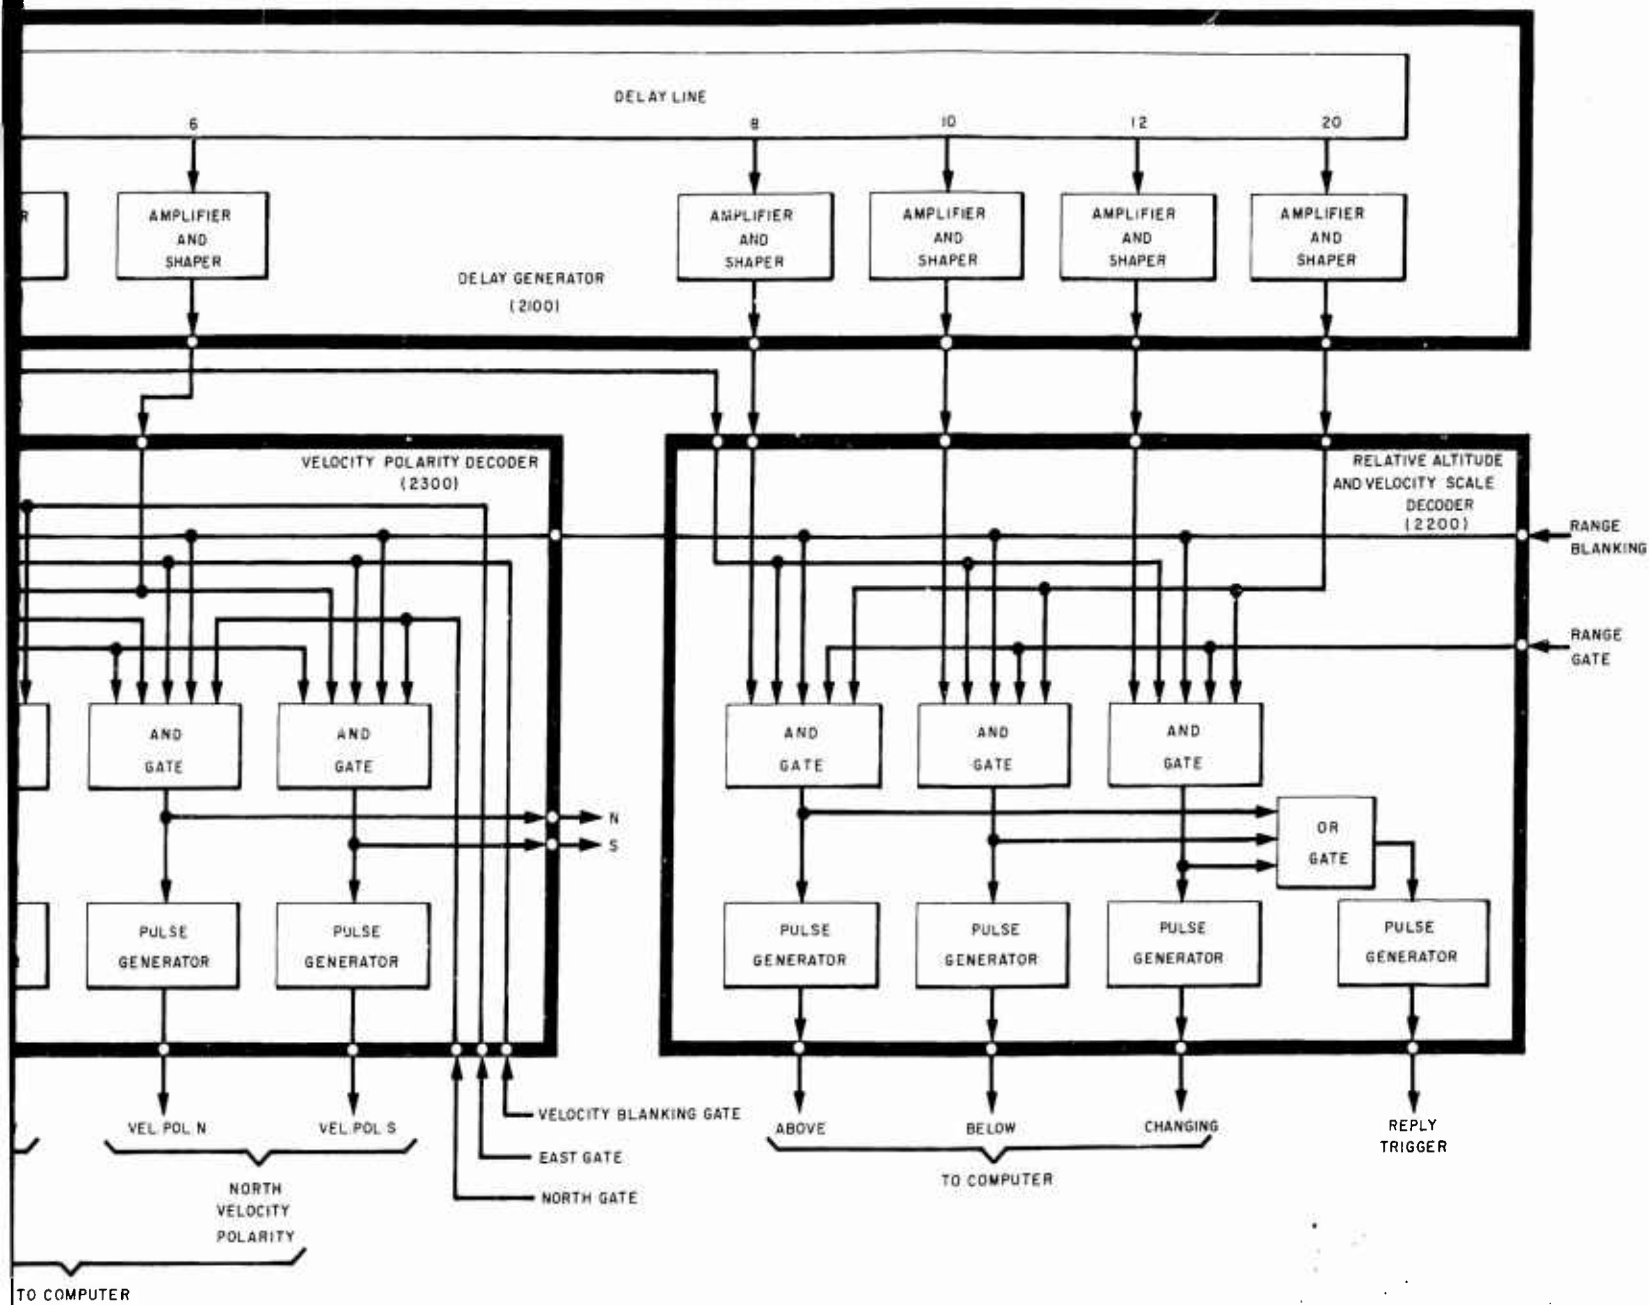 DELAY LINE
6
8
10
12
20
R
AMPLIFIER
AND
SHAPER
AMPLIFIER
AND
SHAPER
AMPLIFIER
AND
SHAPER
AMPLIFIER
AND
SHAPER
AMPLIFIER
AND
SHAPER
DELAY GENERATOR
(2100)
VELOCITY POLARITY DECODER
(2300)
RELATIVE ALTITUDE
AND VELOCITY SCALE
DECODER
(2200)
RANGE
BLANKING
RANGE
GATE
AND
GATE
AND
GATE
AND
GATE
AND
GATE
AND
GATE
N
S
OR
GATE
PULSE
GENERATOR
PULSE
GENERATOR
PULSE
GENERATOR
PULSE
GENERATOR
PULSE
GENERATOR
PULSE
GENERATOR
VEL. POL. N
VEL. POL. S
VELOCITY BLANKING GATE
EAST GATE
NORTH GATE
ABOVE
BELOW
CHANGING
REPLY
TRIGGER
TO COMPUTER
NORTH
VELOCITY
POLARITY
TO COMPUTER